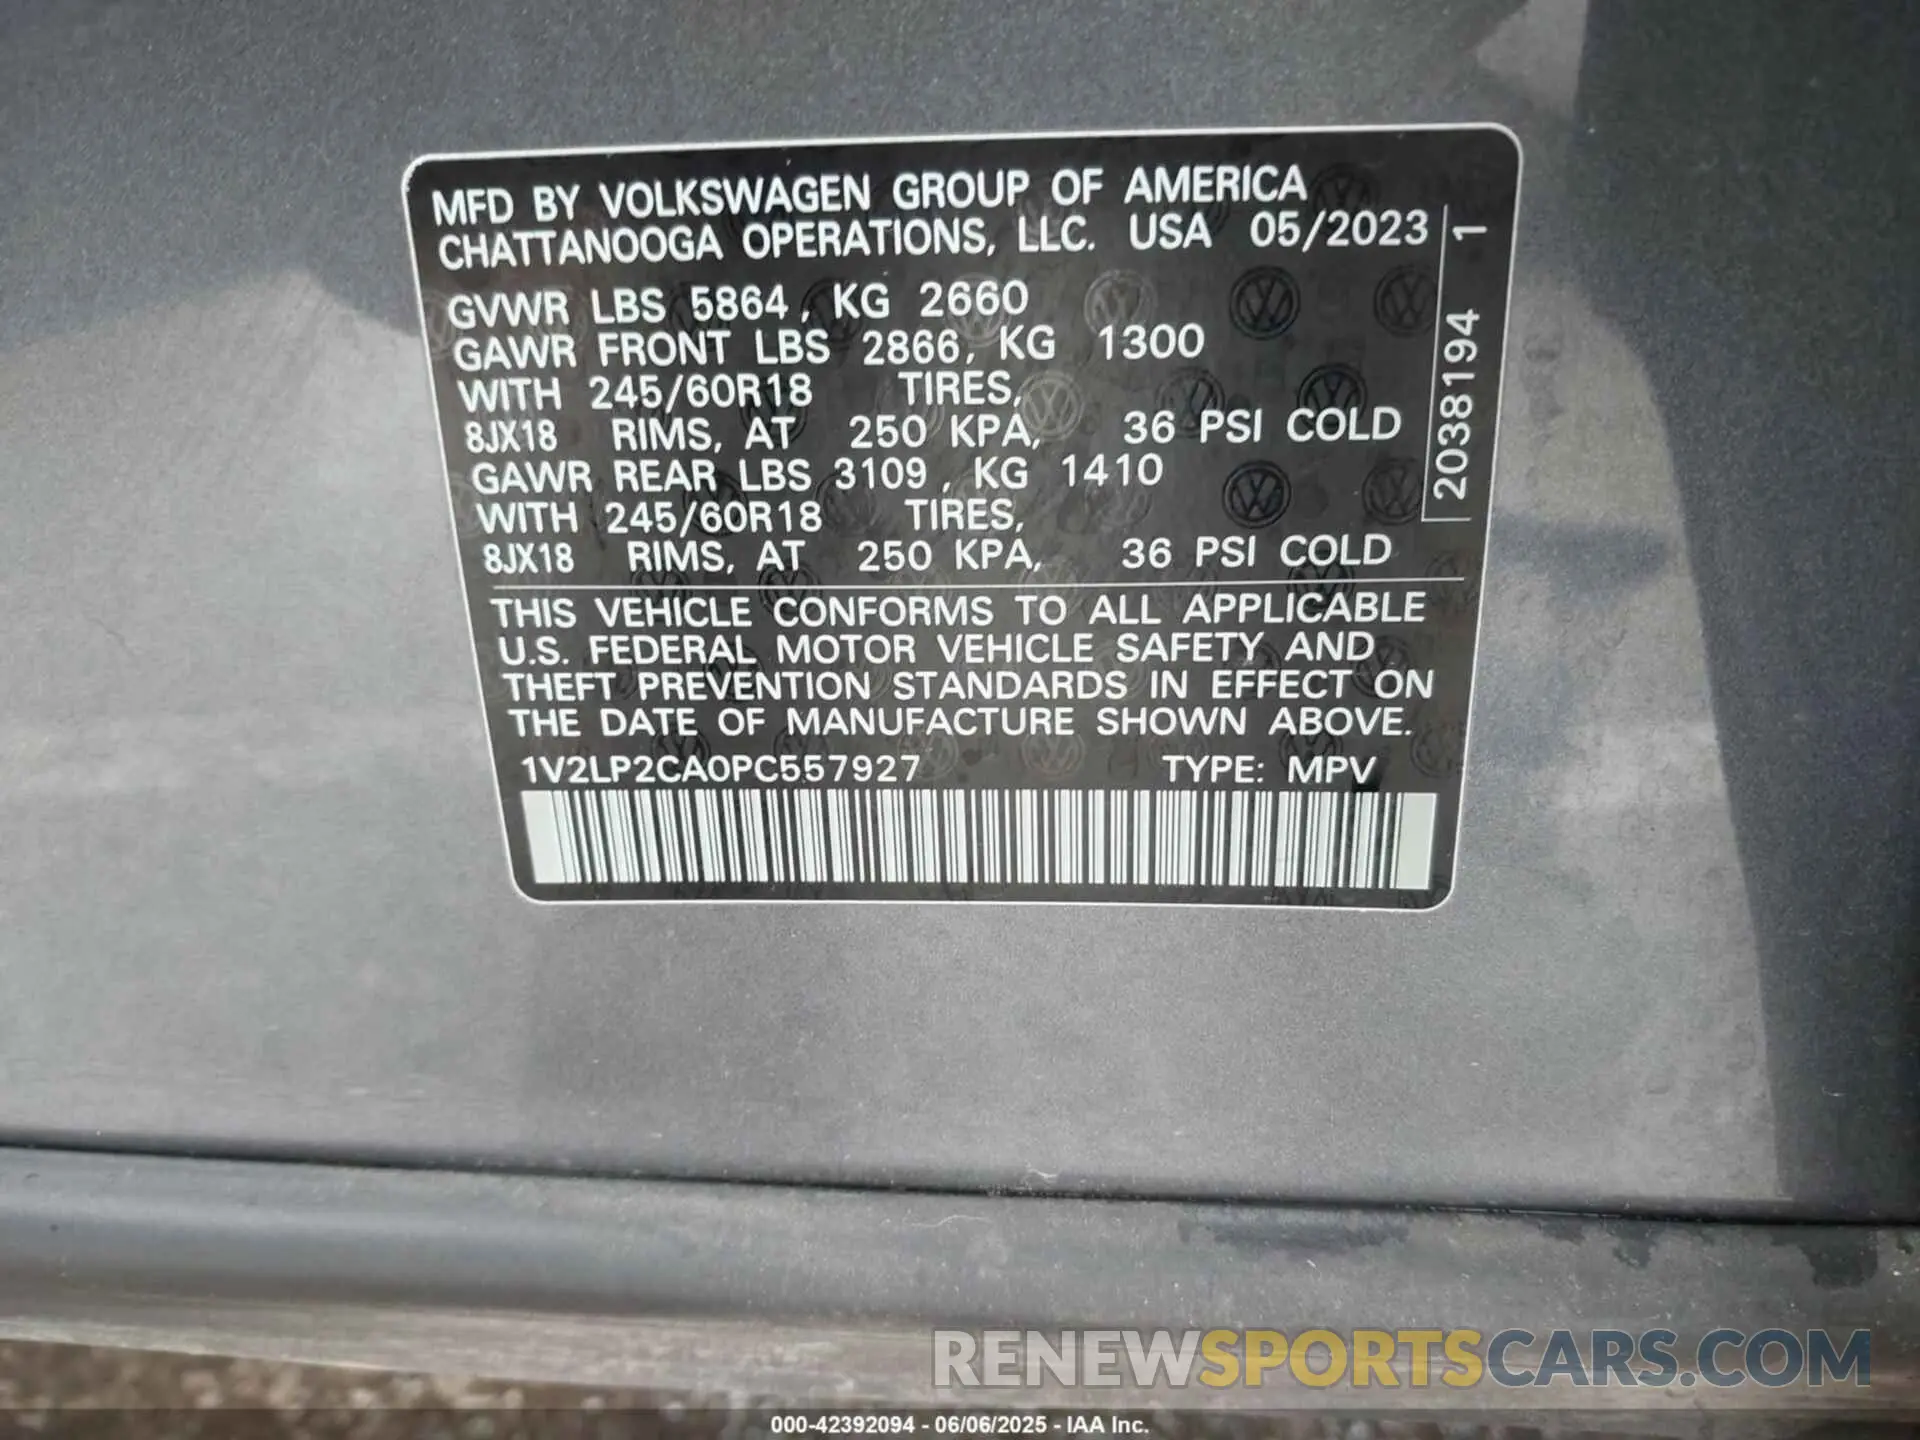 MFD BY VOLKSWAGEN GROUP OF AMERICA
CHATTANOOGA OPERATIONS, LLC. USA 05/2023
GVWR LBS 5864, KG 2660
GAWR FRONT LBS 2866, KG 1300
WITH 245/60R18 TIRES,
8JX18 RIMS, AT 250 KPA, 36 PSI COLD
GAWR REAR LBS 3109, KG 1410
WITH 245/60R18 TIRES,
8JX18 RIMS, AT 250 KPA, 36 PSI COLD
THIS VEHICLE CONFORMS TO ALL APPLICABLE
U.S. FEDERAL MOTOR VEHICLE SAFETY AND
THEFT PREVENTION STANDARDS IN EFFECT ON
THE DATE OF MANUFACTURE SHOWN ABOVE.
1V2LP2CA0PC557927 TYPE: MPV
20381194 1
RENEWSPORTSCARS.COM
000-42392094 - 06/06/2025 - IAA Inc.